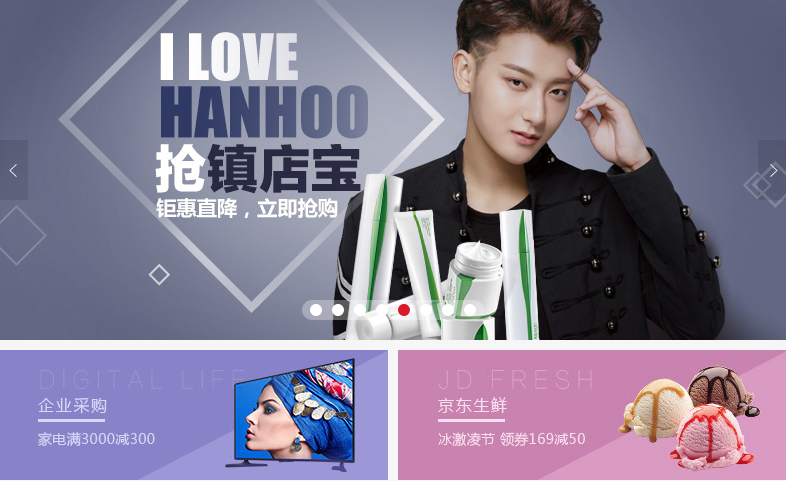 I LOVE
HANHOO
抢镇店宝
钜惠直降，立即抢购
DIGITAL LIFE
企业采购
家电满3000减300
JD FRESH
京东生鲜
冰激凌节 领券169减50